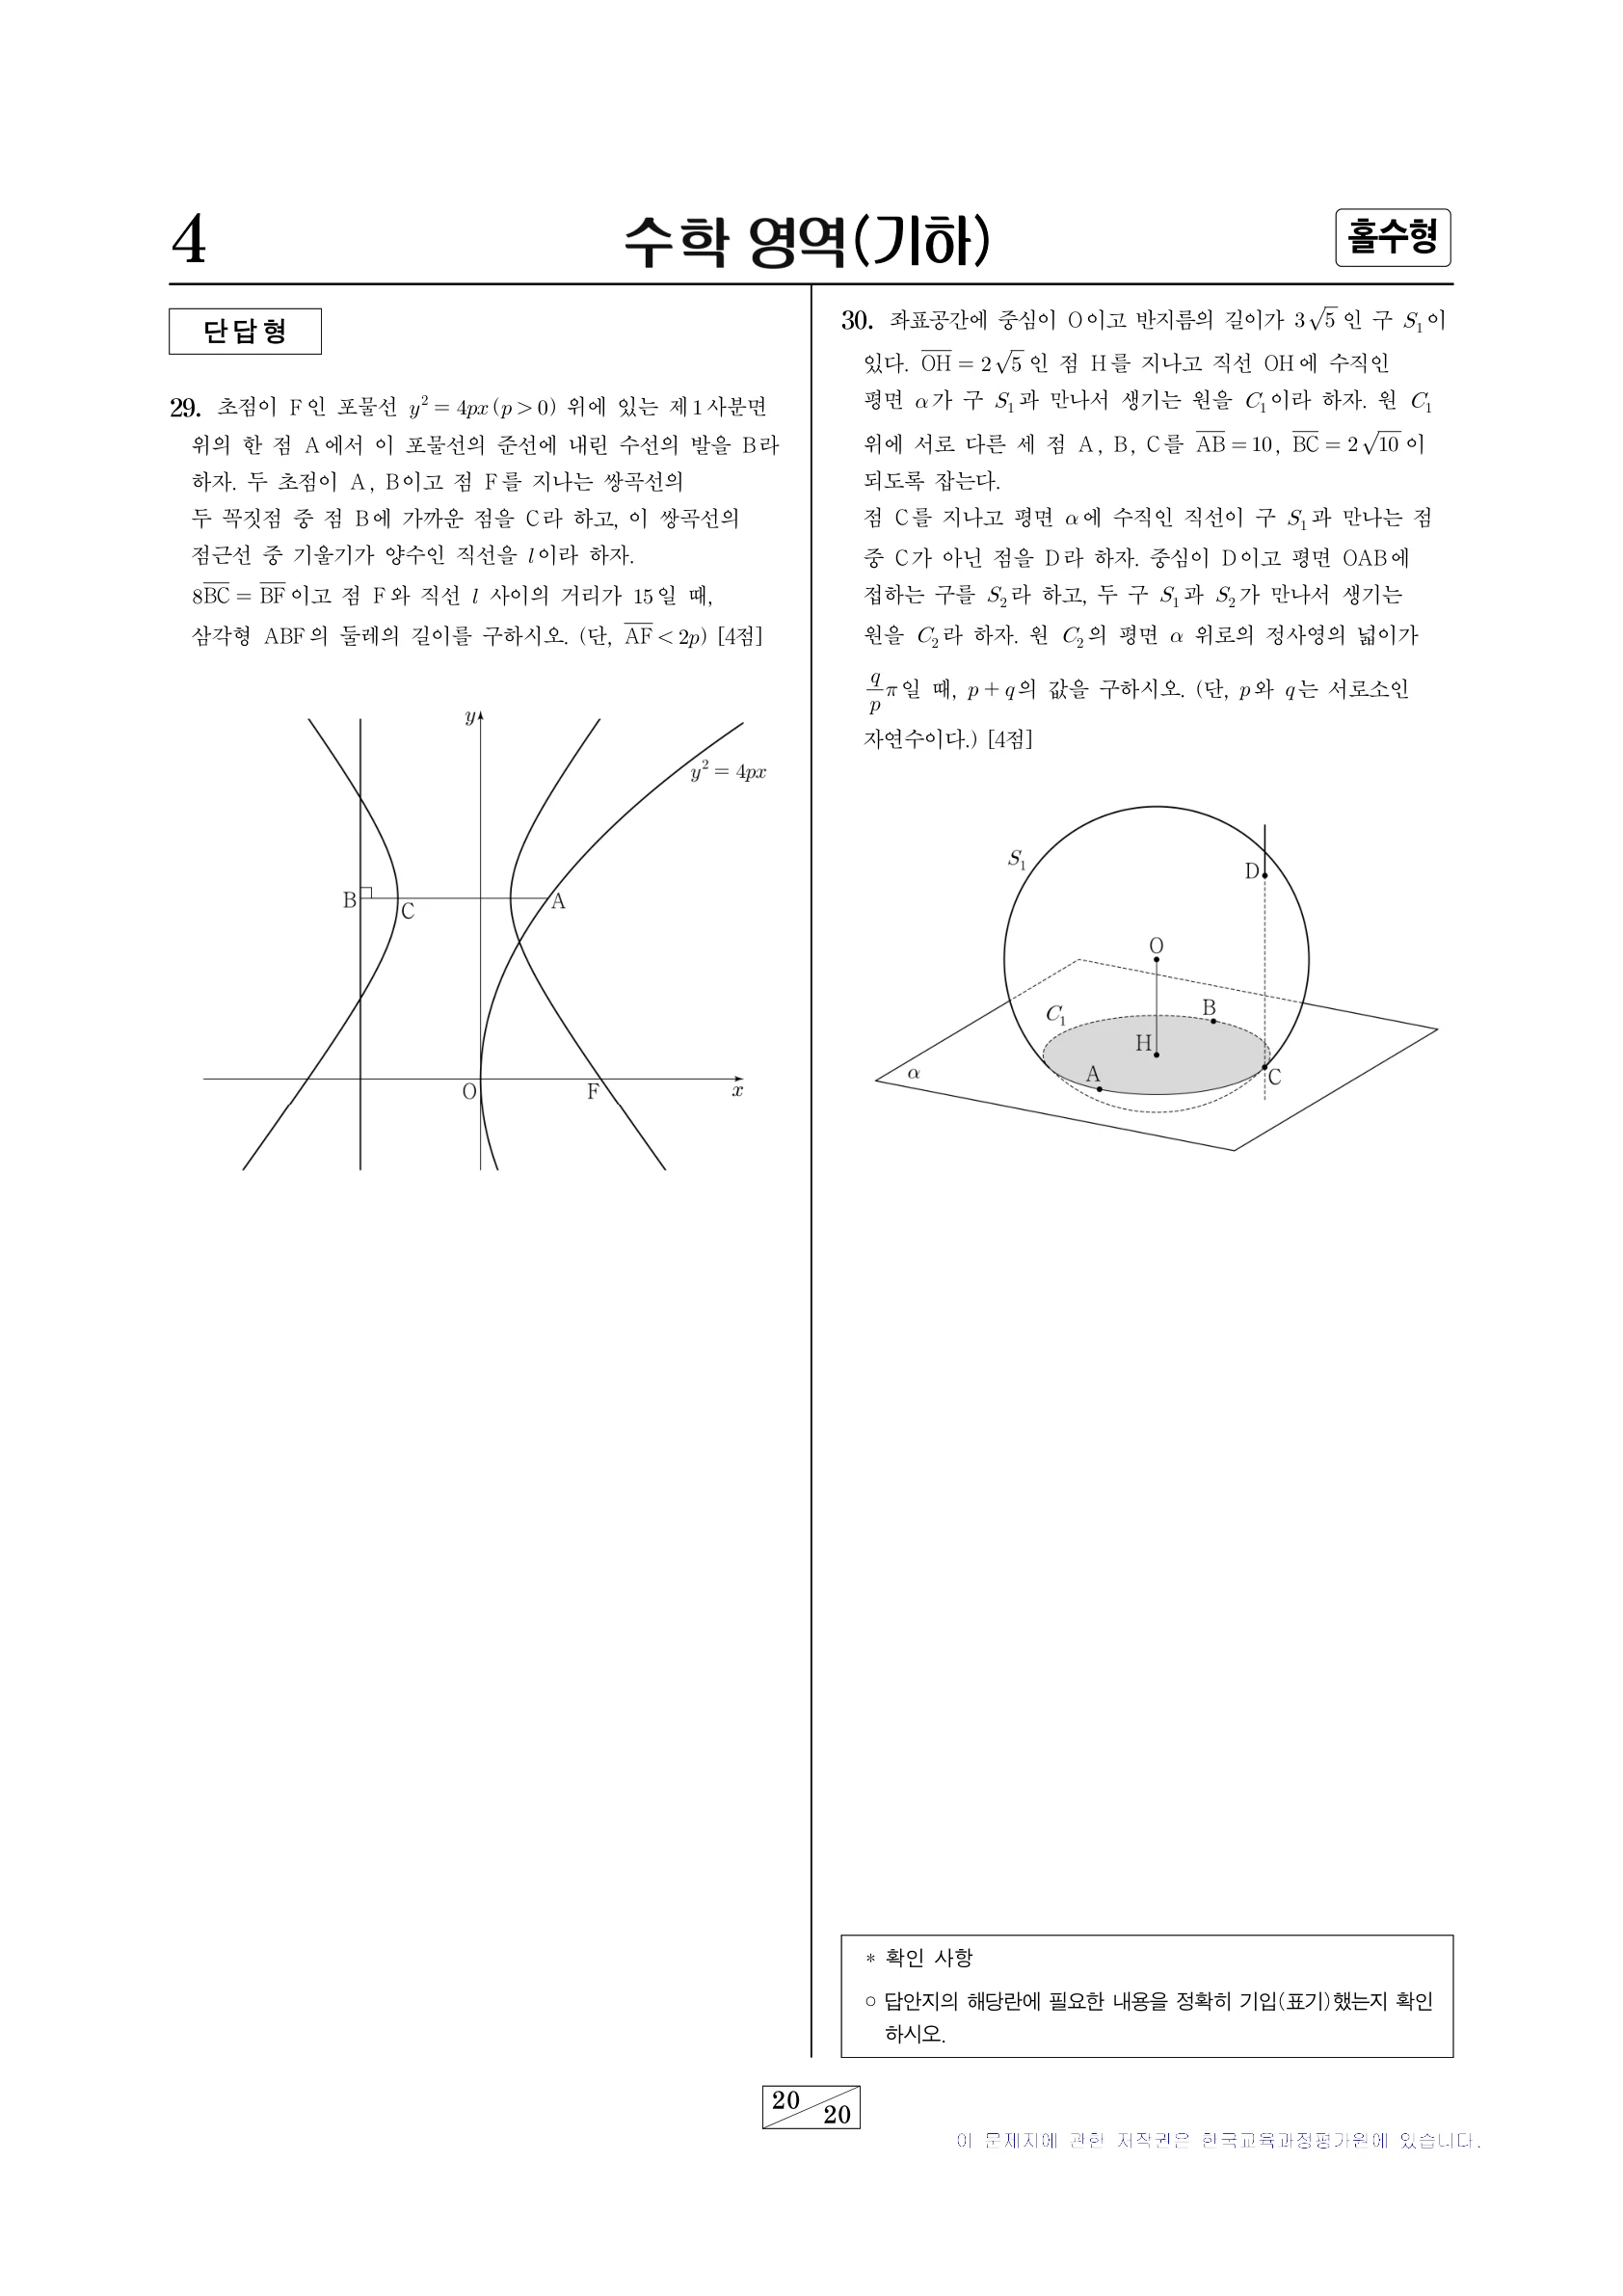 4
수학 영역(기하)
홀수형
단답형
29. 초점이 F인 포물선 y² = 4px (p > 0) 위에 있는 제1사분면
위의 한 점 A에서 이 포물선의 준선에 내린 수선의 발을 B라
하자. 두 초점이 A, B이고 점 F를 지나는 쌍곡선의
두 꼭짓점 중 점 B에 가까운 점을 C라 하고, 이 쌍곡선의
점근선 중 기울기가 양수인 직선을 l이라 하자.
8B̅C̅ = B̅F̅이고 점 F와 직선 l 사이의 거리가 15일 때,
삼각형 ABF의 둘레의 길이를 구하시오. (단, A̅F̅ < 2p) [4점]
y
y² = 4px
B
C
A
O
F
x
30. 좌표공간에 중심이 O이고 반지름의 길이가 3√5인 구 S₁이
있다. O̅H̅ = 2√5인 점 H를 지나고 직선 OH에 수직인
평면 α가 구 S₁과 만나서 생기는 원을 C₁이라 하자. 원 C₁
위에 서로 다른 세 점 A, B, C를 A̅B̅ = 10, B̅C̅ = 2√10이
되도록 잡는다.
점 C를 지나고 평면 α에 수직인 직선이 구 S₁과 만나는 점
중 C가 아닌 점을 D라 하자. 중심이 D이고 평면 OAB에
접하는 구를 S₂라 하고, 두 구 S₁과 S₂가 만나서 생기는
원을 C₂라 하자. 원 C₂의 평면 α 위로의 정사영의 넓이가
q/p π일 때, p + q의 값을 구하시오. (단, p와 q는 서로소인
자연수이다.) [4점]
S₁
D
O
C₁
B
H
α
A
C
* 확인 사항
○ 답안지의 해당란에 필요한 내용을 정확히 기입(표기)했는지 확인
하시오.
20
20
이 문제지에 관한 저작권은 한국교육과정평가원에 있습니다.